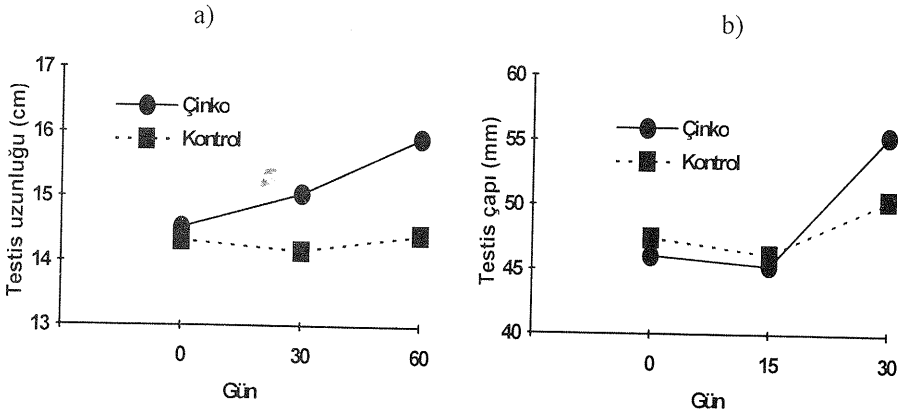 a)
Testis uzunluğu (cm)
17
16
15
14
13
Çinko
Kontrol
0
30
60
Gün
b)
Testis çapı (mm)
60
55
50
45
40
Çinko
Kontrol
0
15
30
Gün